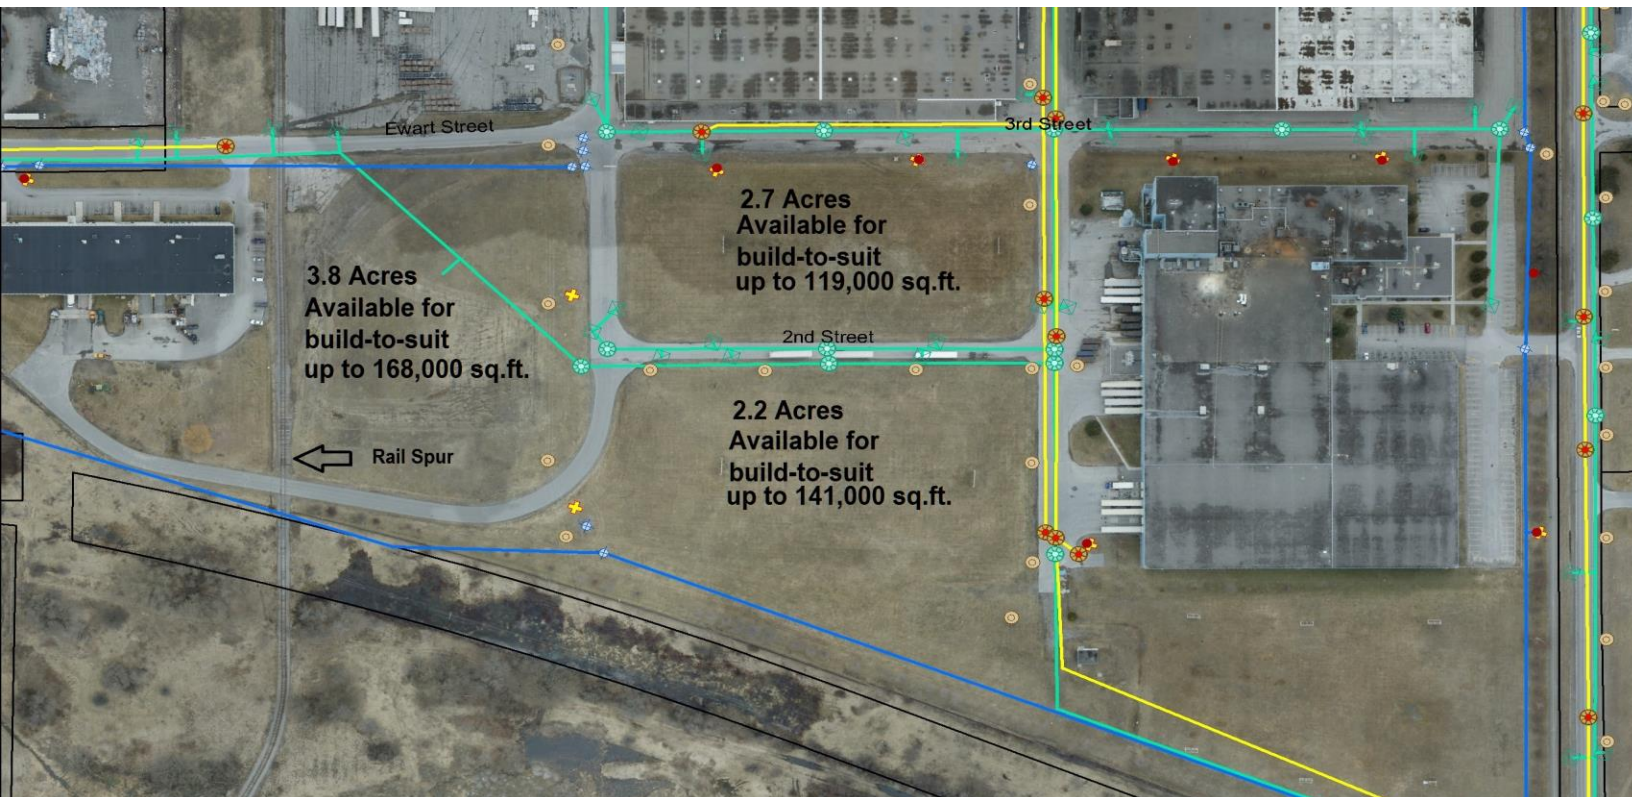 Ewart Street
3rd Street
2.7 Acres
Available for
build-to-suit
up to 119,000 sq.ft.
3.8 Acres
Available for
build-to-suit
up to 168,000 sq.ft.
2nd Street
2.2 Acres
Available for
build-to-suit
up to 141,000 sq.ft.
Rail Spur